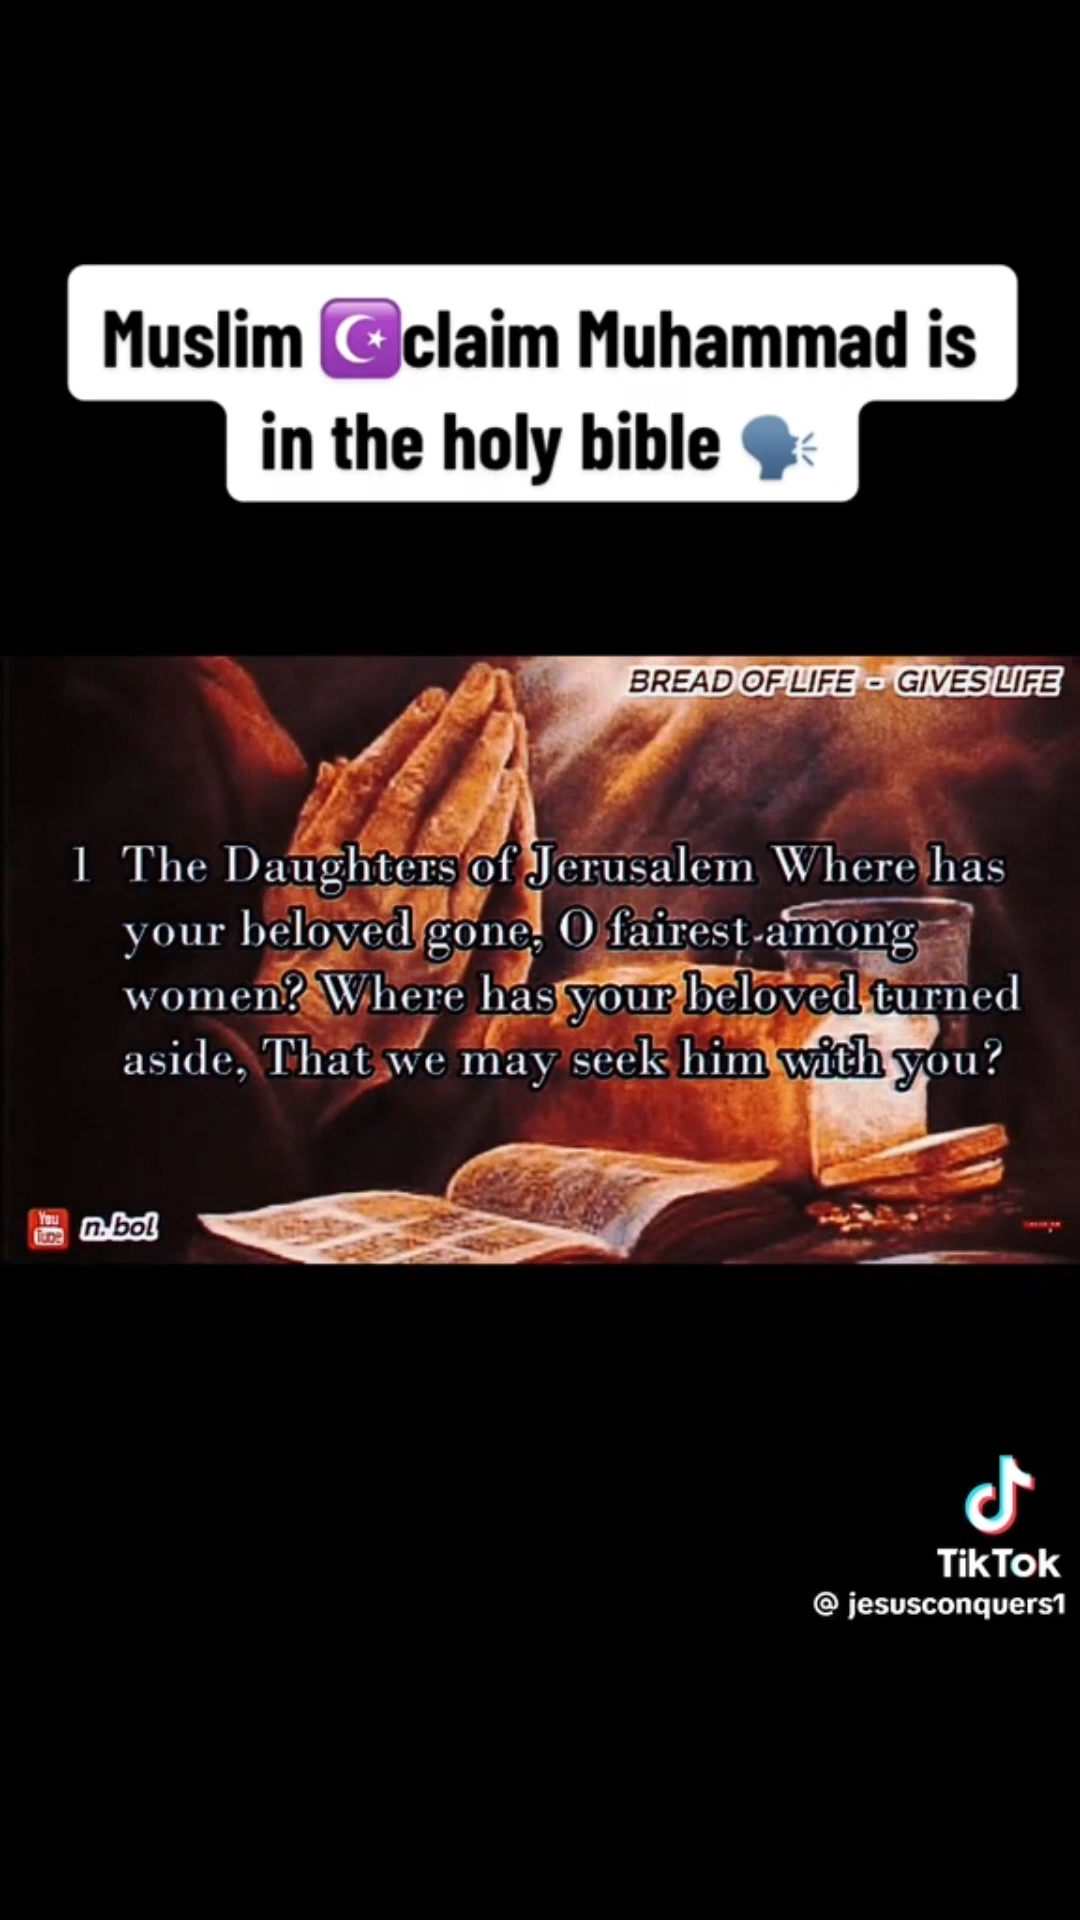 Muslim ☪️claim Muhammad is
in the holy bible 🗣️
BREAD OF LIFE - GIVES LIFE
1 The Daughters of Jerusalem Where has
your beloved gone, O fairest among
women? Where has your beloved turned
aside, That we may seek him with you?
You
Tube n.bol
TikTok
@ jesusconquers1